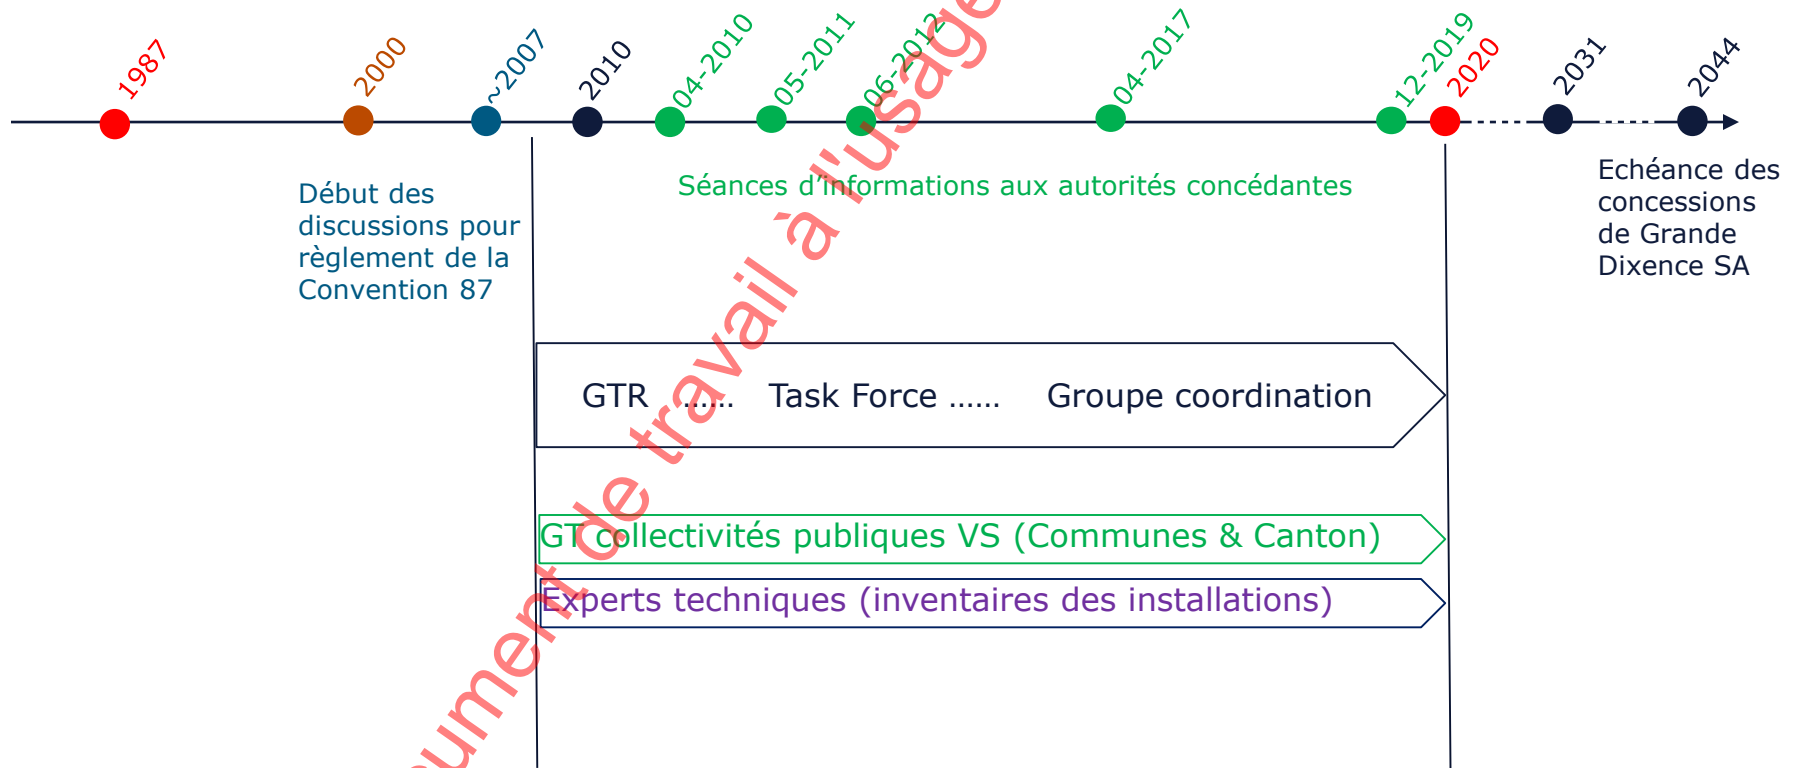 1987
2000
~2007
2010
04-2010
05-2011
06-2012
04-2017
12-2019
2020
2031
2044
Début des
discussions pour
règlement de la
Convention 87
Séances d’informations aux autorités concédantes
Echéance des
concessions
de Grande
Dixence SA
GTR ...... Task Force ...... Groupe coordination
GT collectivités publiques VS (Communes & Canton)
Experts techniques (inventaires des installations)
de travail à l'usage